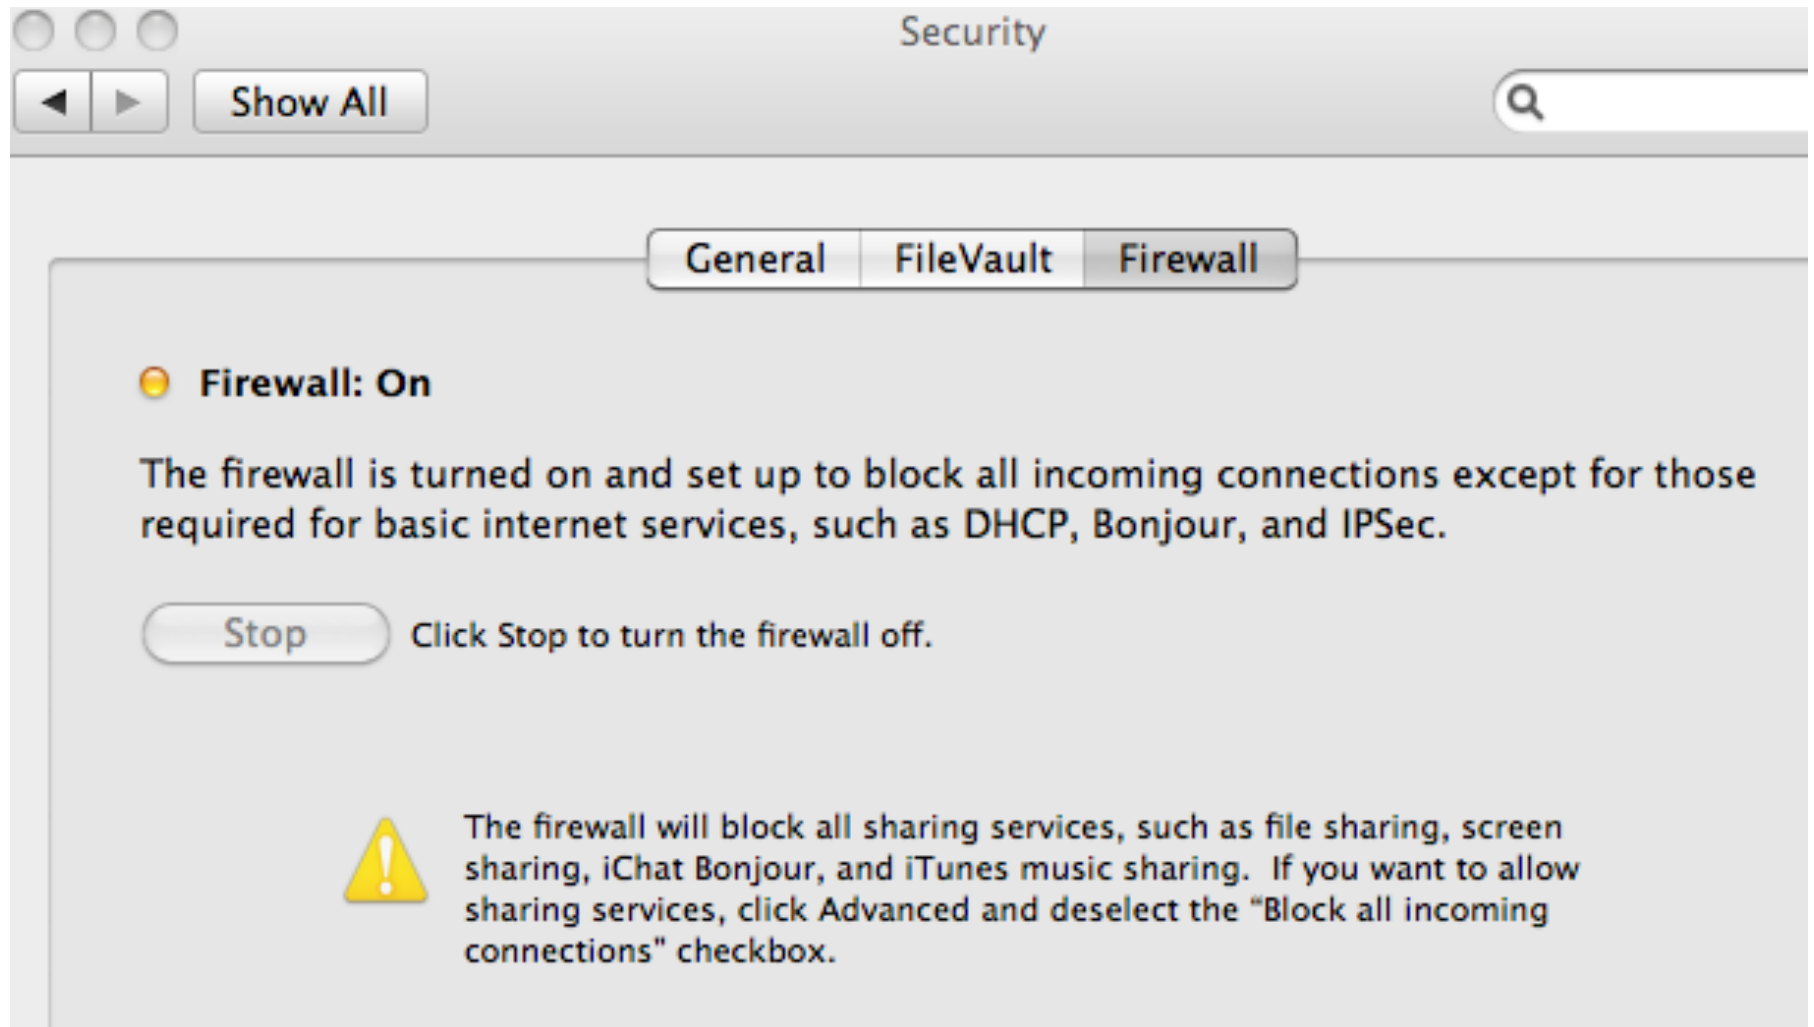 Security
Show All
General FileVault Firewall
Firewall: On
The firewall is turned on and set up to block all incoming connections except for those
required for basic internet services, such as DHCP, Bonjour, and IPSec.
Stop Click Stop to turn the firewall off.
The firewall will block all sharing services, such as file sharing, screen
sharing, iChat Bonjour, and iTunes music sharing.  If you want to allow
sharing services, click Advanced and deselect the “Block all incoming
connections” checkbox.